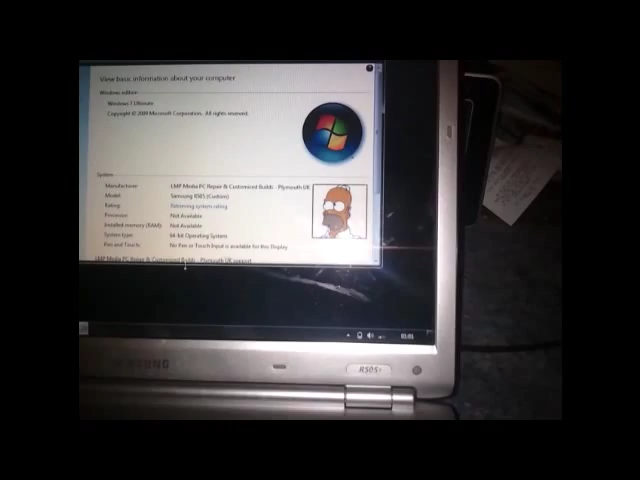 View basic information about your computer
Windows edition
Windows 7 Ultimate
Copyright © 2009 Microsoft Corporation. All rights reserved.
System
Manufacturer: LMP Media PC Repair & Customized Builds - Plymouth UK
Model: Samsung R505 (Custom)
Rating: Retrieving system rating
Processor: Not Available
Installed memory (RAM): Not Available
System type: 64-bit Operating System
Pen and Touch: No Pen or Touch Input is available for this Display
LMP Media PC Repair & Customized Builds - Plymouth UK support
R505